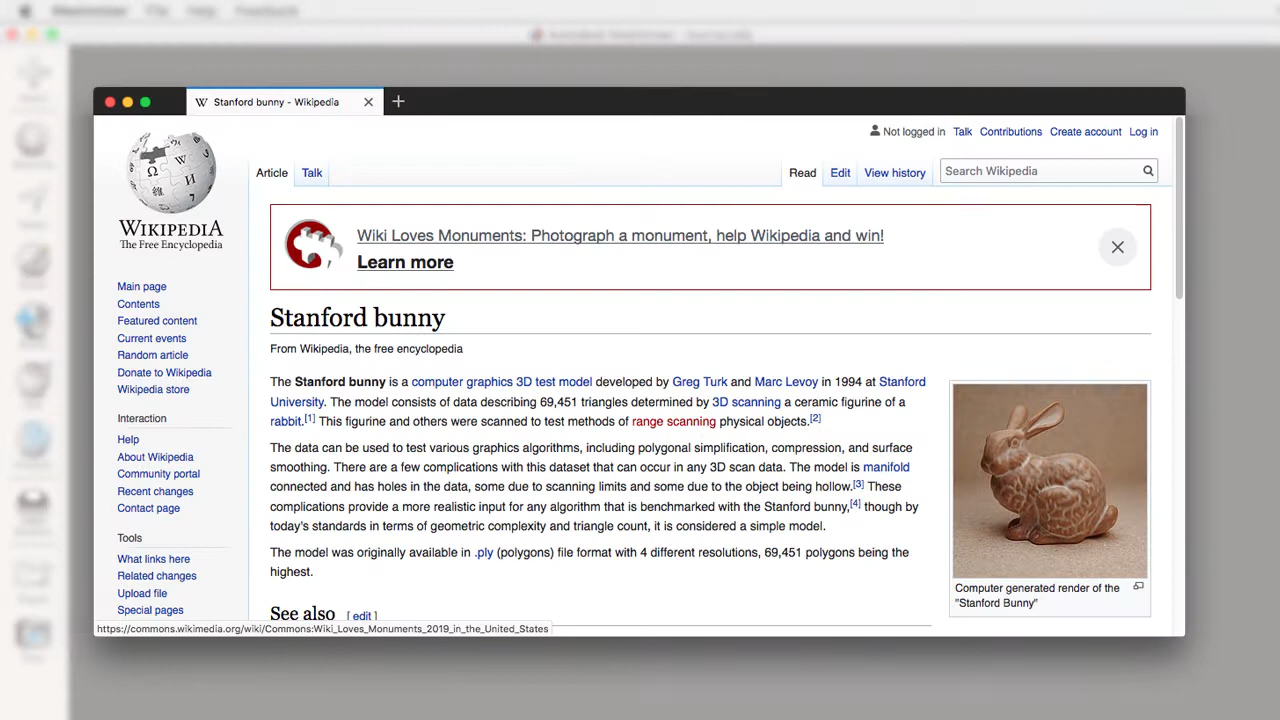 Meshmixer File Help Feedback
Stanford bunny - Wikipedia
Not logged in Talk Contributions Create account Log in
WIKIPEDIA
The Free Encyclopedia
Article Talk Read Edit View history Search Wikipedia
Wiki Loves Monuments: Photograph a monument, help Wikipedia and win!
Learn more
Main page
Contents
Featured content
Current events
Random article
Donate to Wikipedia
Wikipedia store
Interaction
Help
About Wikipedia
Community portal
Recent changes
Contact page
Tools
What links here
Related changes
Upload file
Special pages
Stanford bunny
From Wikipedia, the free encyclopedia
The Stanford bunny is a computer graphics 3D test model developed by Greg Turk and Marc Levoy in 1994 at Stanford
University. The model consists of data describing 69,451 triangles determined by 3D scanning a ceramic figurine of a
rabbit.[1] This figurine and others were scanned to test methods of range scanning physical objects.[2]
The data can be used to test various graphics algorithms, including polygonal simplification, compression, and surface
smoothing. There are a few complications with this dataset that can occur in any 3D scan data. The model is manifold
connected and has holes in the data, some due to scanning limits and some due to the object being hollow.[3] These
complications provide a more realistic input for any algorithm that is benchmarked with the Stanford bunny,[4] though by
today's standards in terms of geometric complexity and triangle count, it is considered a simple model.
The model was originally available in .ply (polygons) file format with 4 different resolutions, 69,451 polygons being the
highest.
See also [ edit ]
Computer generated render of the
"Stanford Bunny"
https://commons.wikimedia.org/wiki/Commons:Wiki_Loves_Monuments_2019_in_the_United_States